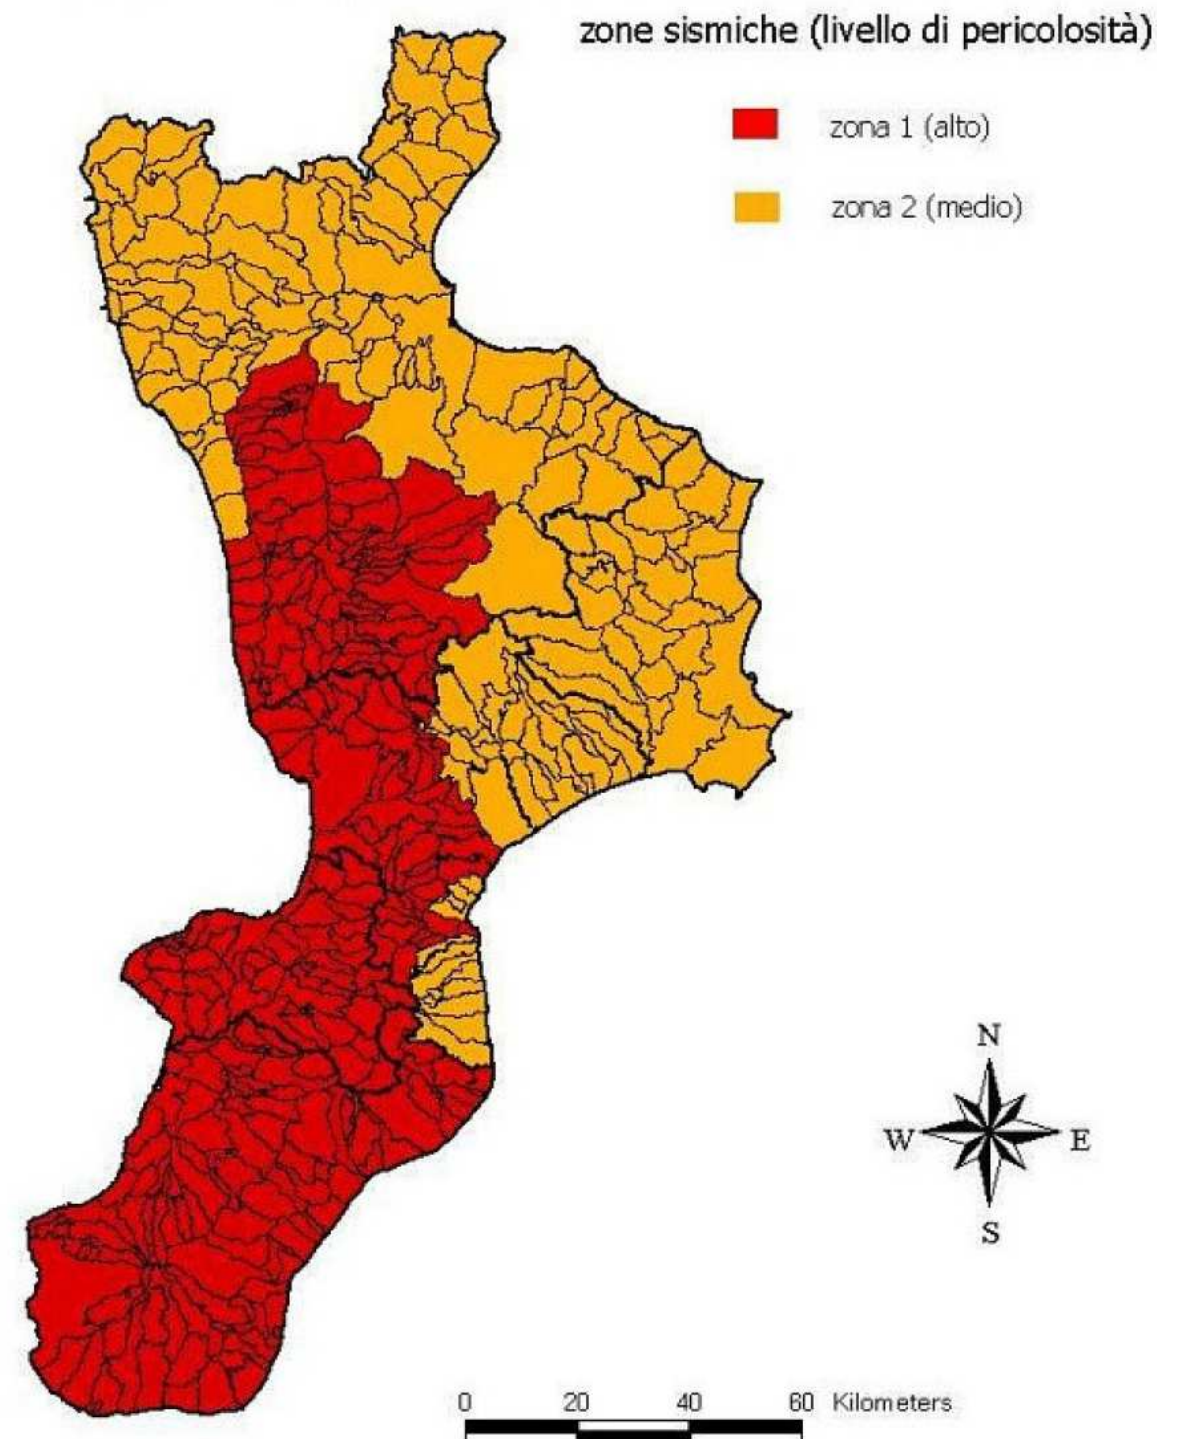 zone sismiche (livello di pericolosità)
zona 1 (alto)
zona 2 (medio)
N
W E
S
0 20 40 60 Kilometers